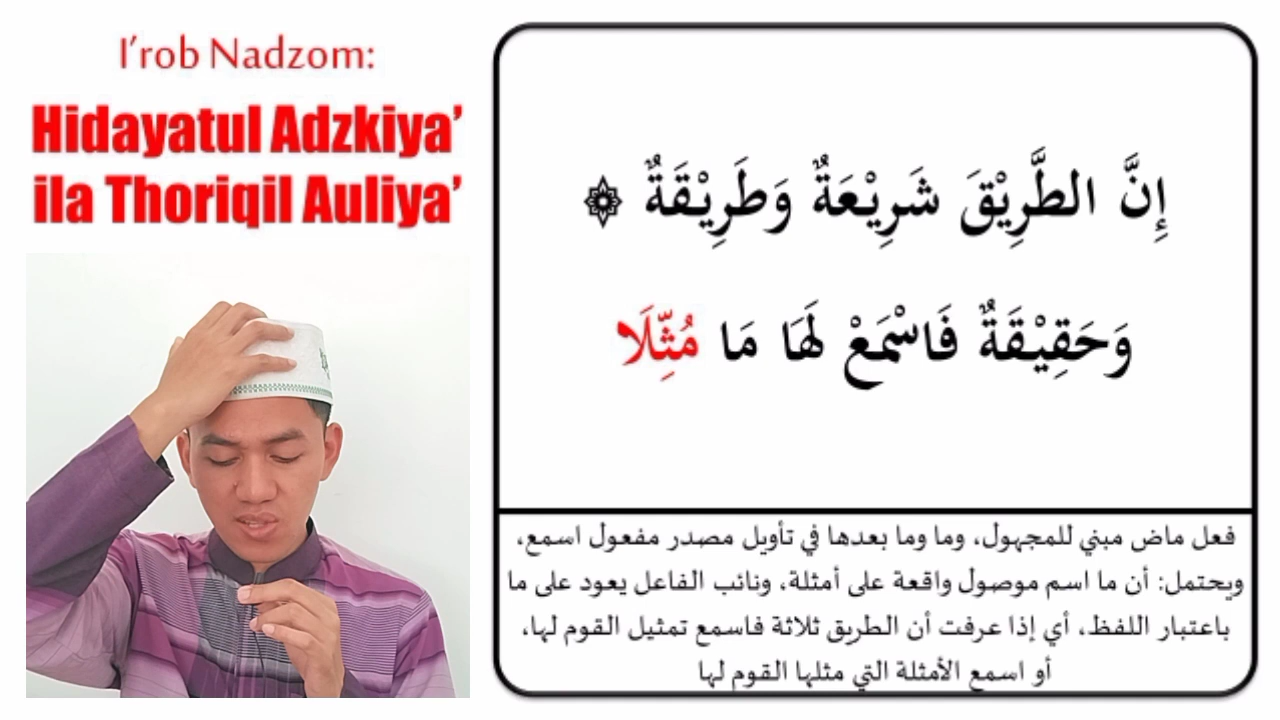 I'rob Nadzom:
Hidayatul Adzkiya'
ila Thoriqil Auliya'
إِنَّ الطَّرِيْقَ شَرِيْعَةٌ وَطَرِيْقَةٌ ۞
وَحَقِيْقَةٌ فَاسْمَعْ لَهَا مَا مُثِّلَا
فعل ماض مبني للمجهول، وما وما بعدها في تأويل مصدر مفعول اسمع،
ويحتمل: أن ما اسم موصول واقعة على أمثلة، ونائب الفاعل يعود على ما
باعتبار اللفظ، أي إذا عرفت أن الطريق ثلاثة فاسمع تمثيل القوم لها،
أو اسمع الأمثلة التي مثلها القوم لها